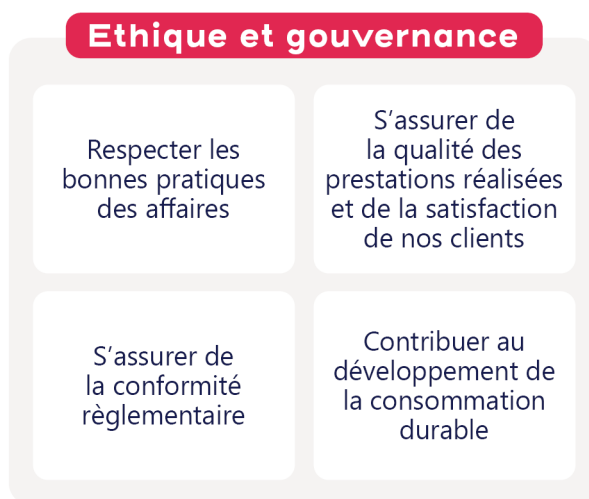 Ethique et gouvernance
Respecter les
bonnes pratiques
des affaires
S’assurer de
la qualité des
prestations réalisées
et de la satisfaction
de nos clients
S’assurer de
la conformité
règlementaire
Contribuer au
développement de
la consommation
durable